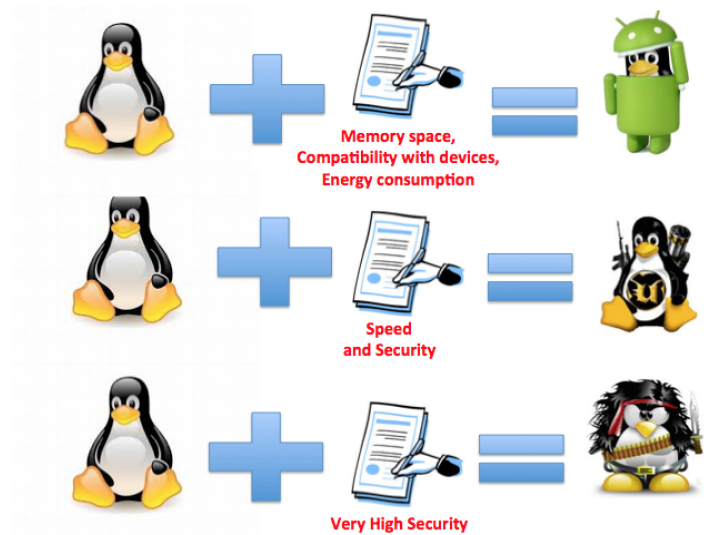 Memory space,
Compatibility with devices,
Energy consumption
Speed
and Security
Very High Security